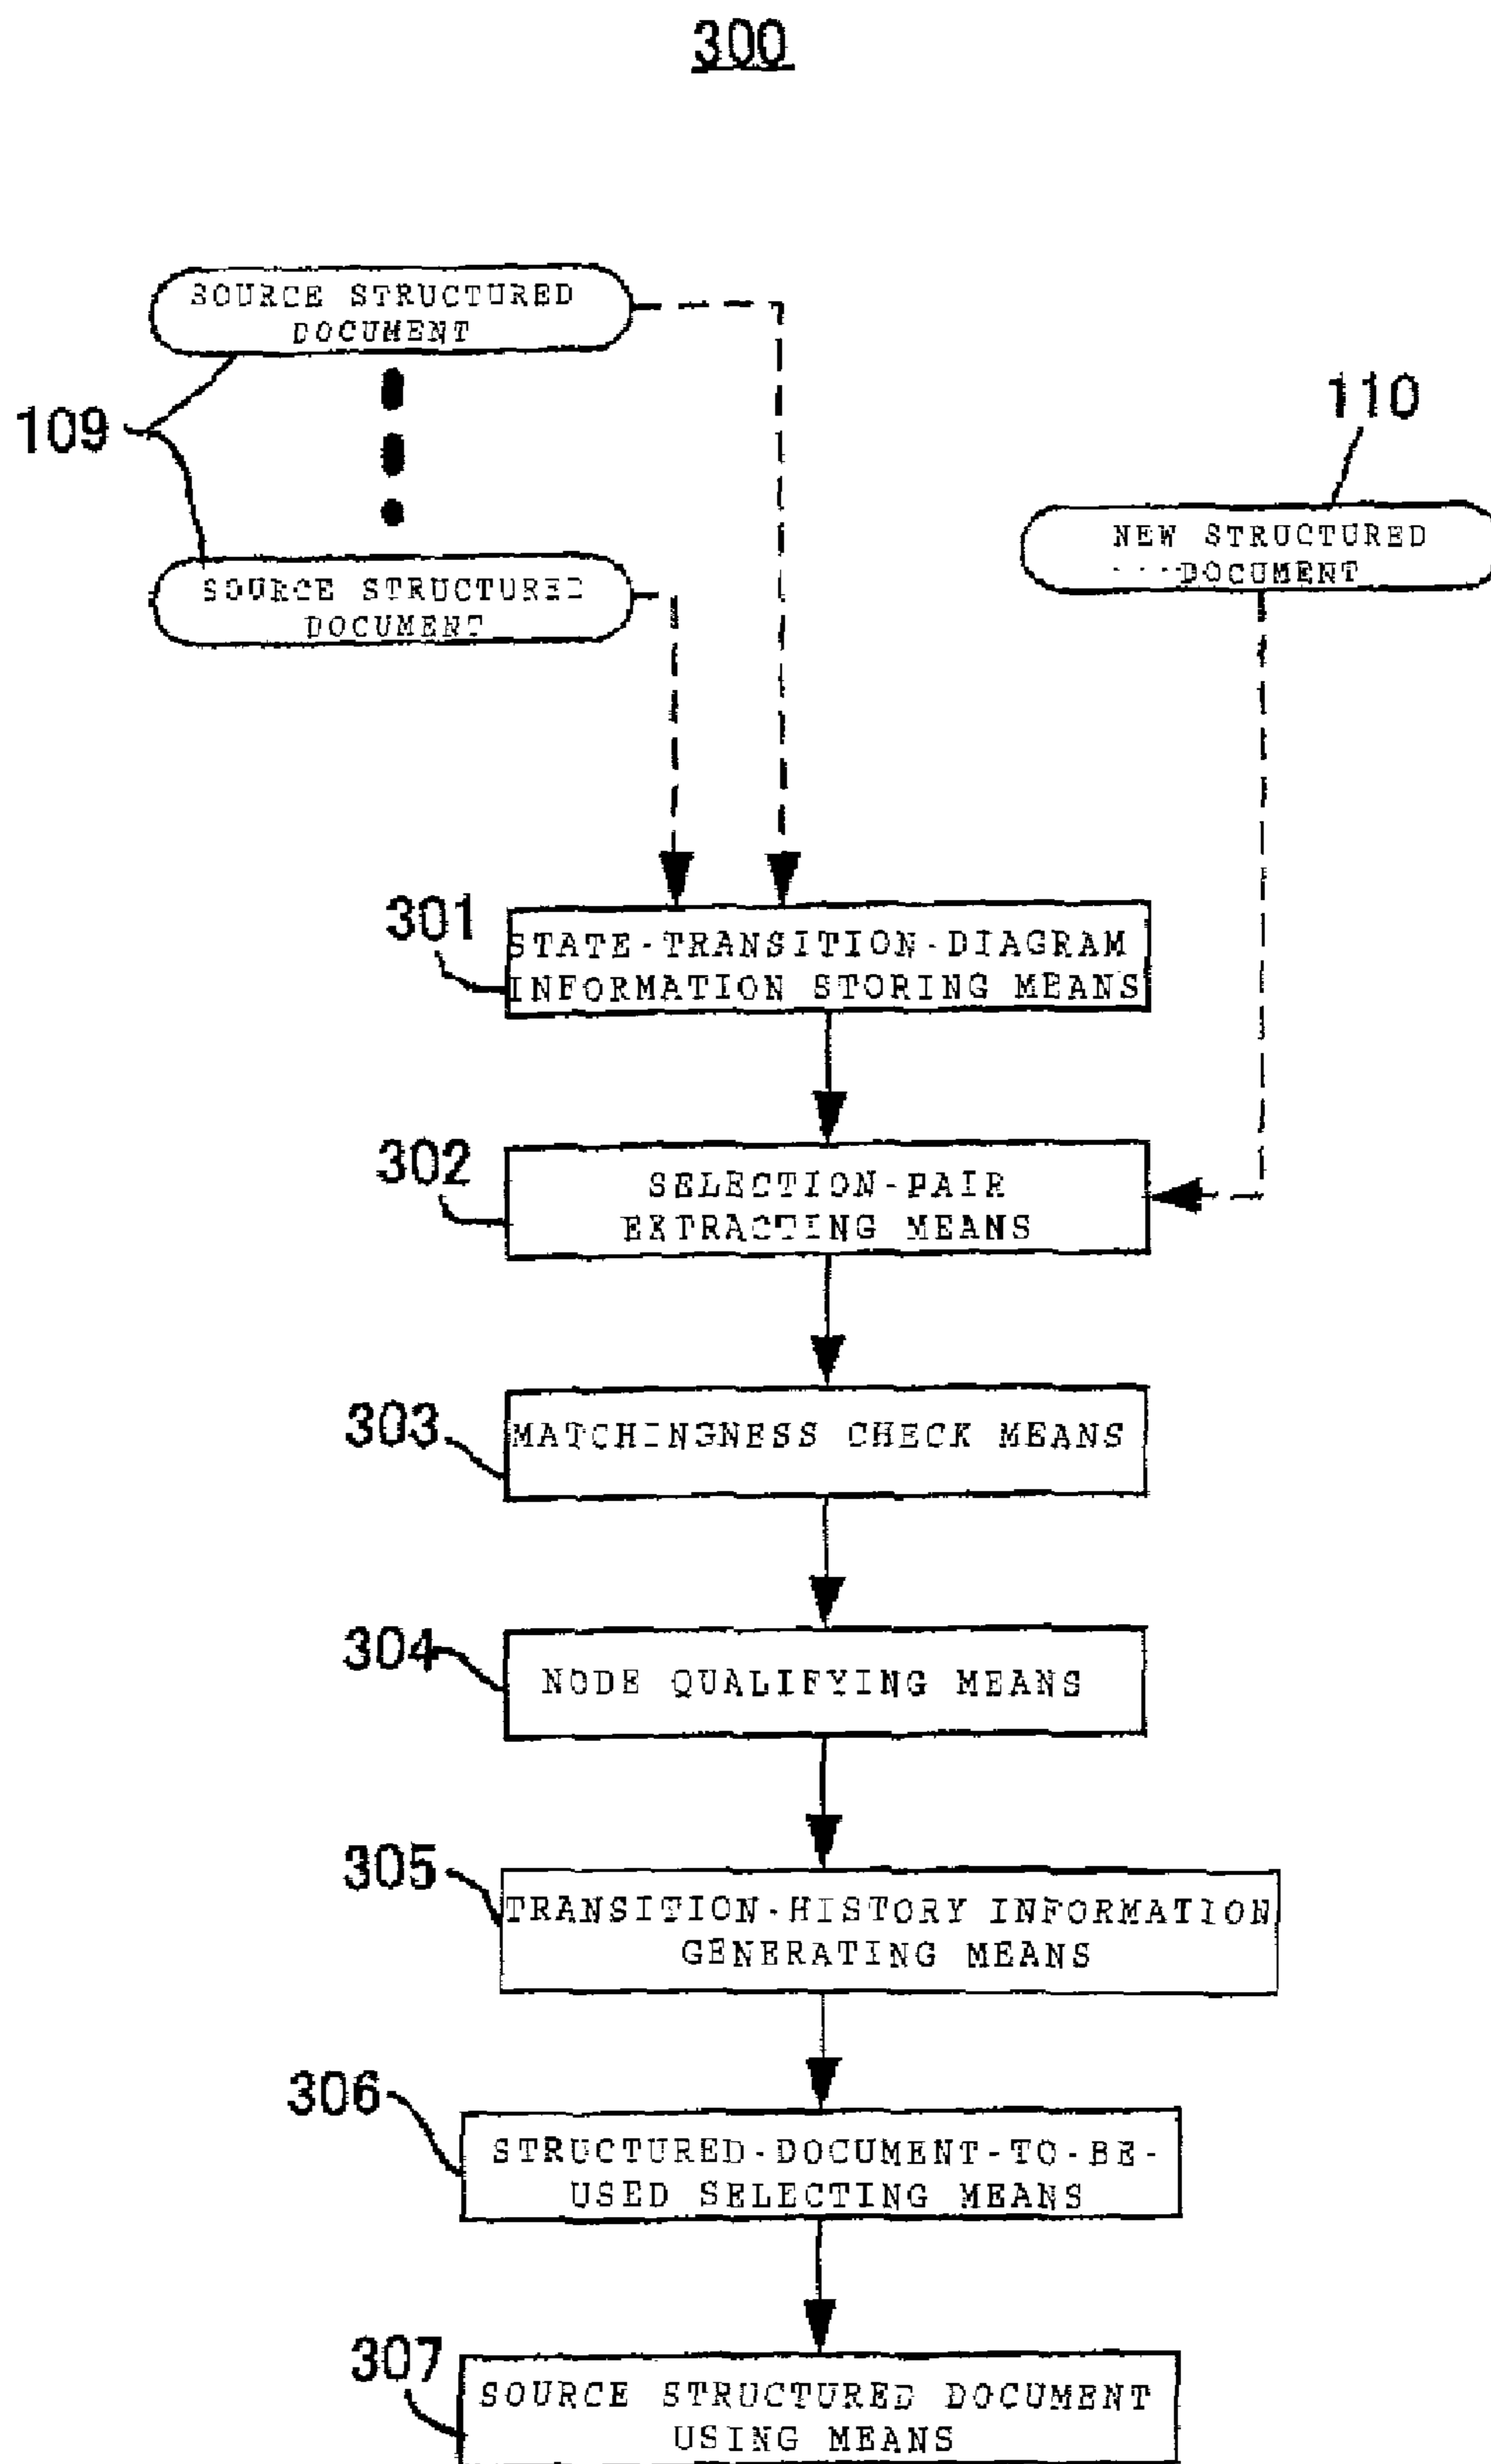 300
SOURCE STRUCTURED
DOCUMENT
109
110
NEW STRUCTURED
DOCUMENT
SOURCE STRUCTURED
DOCUMENT
301
STATE-TRANSITION-DIAGRAM
INFORMATION STORING MEANS
302
SELECTION-PAIR
EXTRACTING MEANS
303
MATCHINGNESS CHECK MEANS
304
NODE QUALIFYING MEANS
305
TRANSITION-HISTORY INFORMATION
GENERATING MEANS
306
STRUCTURED-DOCUMENT-TO-BE-
USED SELECTING MEANS
307
SOURCE STRUCTURED DOCUMENT
USING MEANS